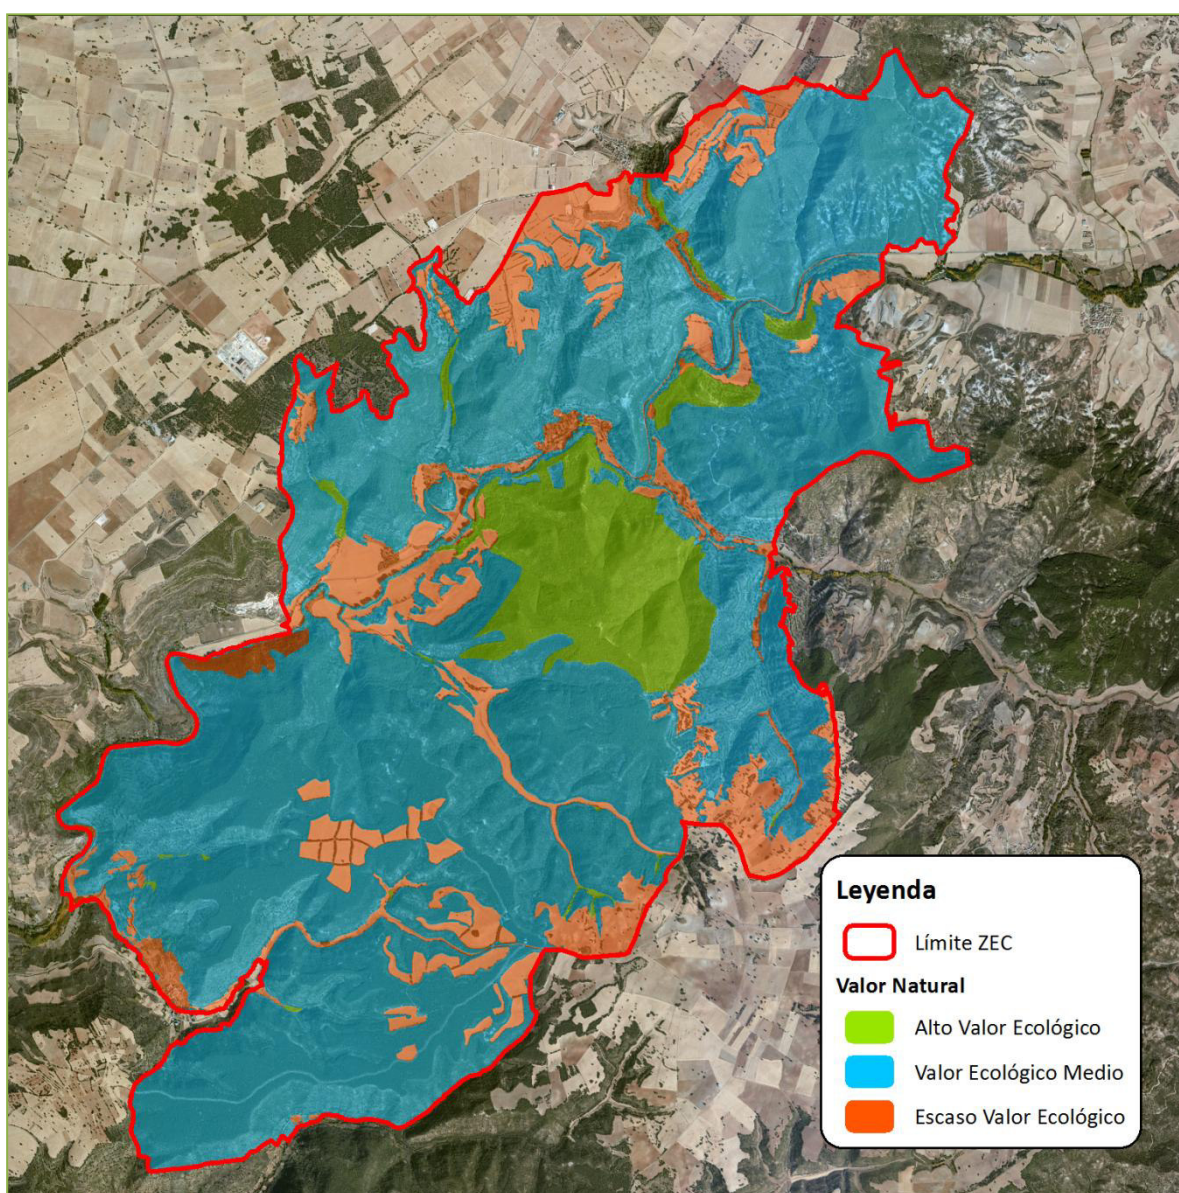 Leyenda
Límite ZEC
Valor Natural
Alto Valor Ecológico
Valor Ecológico Medio
Escaso Valor Ecológico